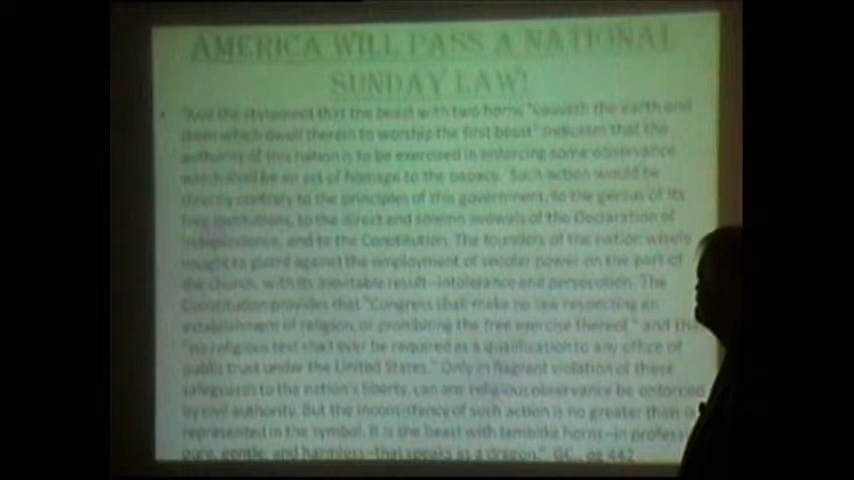 AMERICA WILL PASS A NATIONAL
SUNDAY LAW!
"And the statement that the beast with two horns "causeth the earth and
them which dwell therein to worship the first beast" indicates that the
authority of this nation is to be exercised in enforcing some observance
which shall be an act of homage to the papacy. Such action would be
directly contrary to the principles of this government, to the genius of its
free institutions, to the direct and solemn avowals of the Declaration of
Independence, and to the Constitution. The founders of the nation wisely
sought to guard against the employment of secular power on the part of
the church, with its inevitable result--intolerance and persecution. The
Constitution provides that "Congress shall make no law respecting an
establishment of religion, or prohibiting the free exercise thereof," and that
"no religious test shall ever be required as a qualification to any office of
public trust under the United States." Only in flagrant violation of these
safeguards to the nation's liberty, can any religious observance be enforced
by civil authority. But the inconsistency of such action is no greater than is
represented in the symbol. It is the beast with lamblike horns--in profess
pure, gentle, and harmless--that speaks as a dragon." GC., pg 442